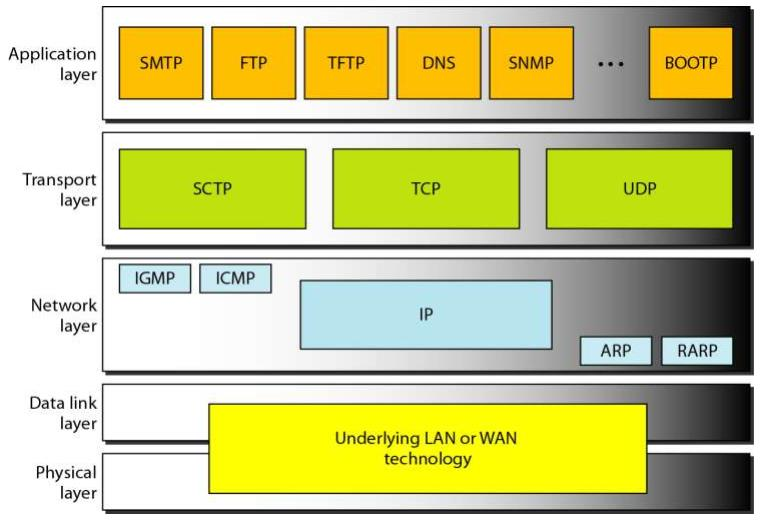 Application
layer
SMTP
FTP
TFTP
DNS
SNMP
...
BOOTP
Transport
layer
SCTP
TCP
UDP
Network
layer
IGMP
ICMP
IP
ARP
RARP
Data link
layer
Underlying LAN or WAN
technology
Physical
layer